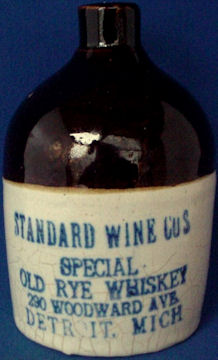 STANDARD WINE CO'S
SPECIAL
OLD RYE WHISKEY
290 WOODWARD AVE.
DETROIT. MICH